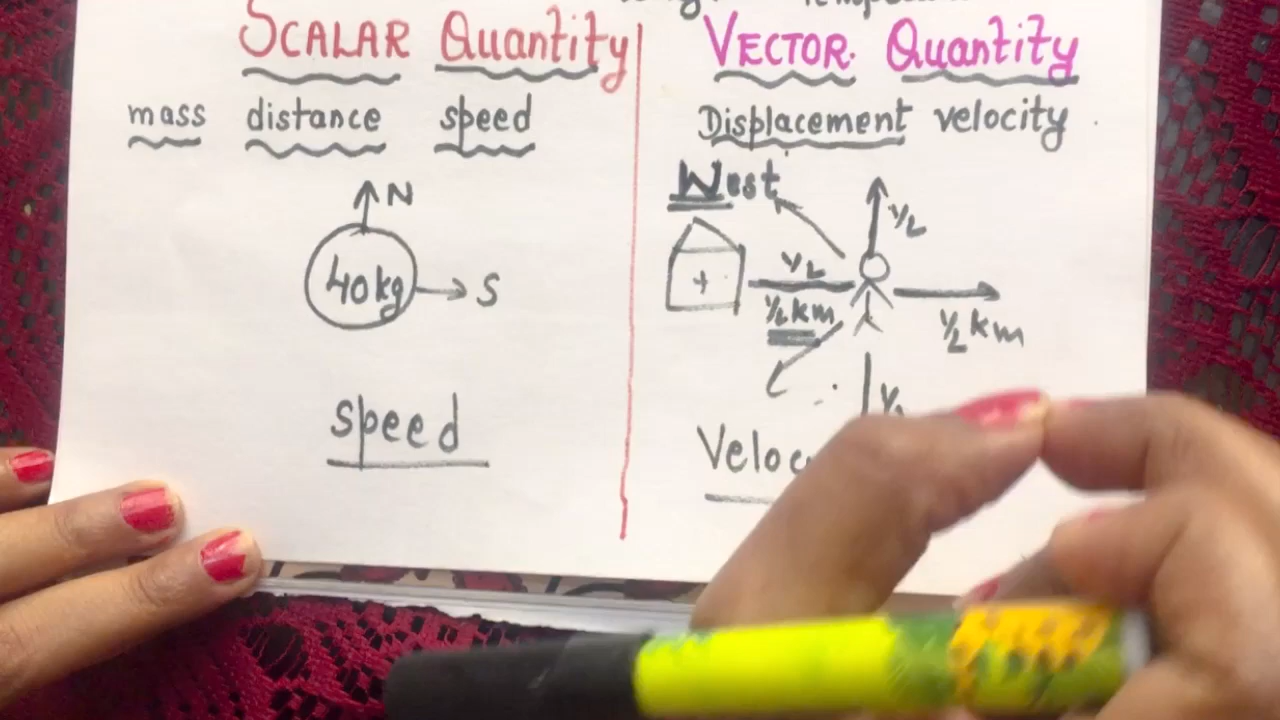 SCALAR Quantity
mass distance speed
N
40kg
S
speed
VECTOR. Quantity
Displacement velocity
West
1/2
1/2
1/2 km
1/2 km